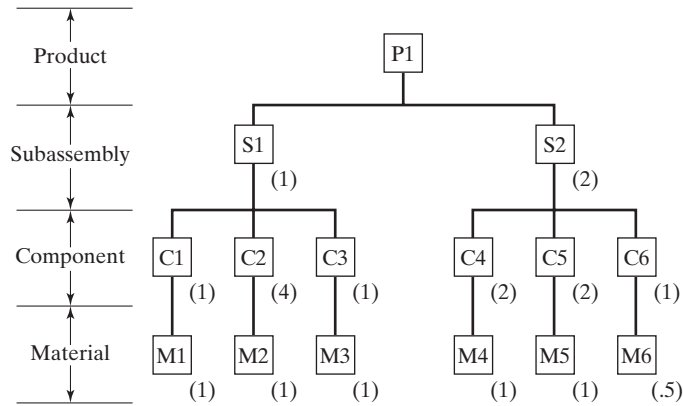 Product
P1
Subassembly
S1
S2
(1)
(2)
Component
C1
C2
C3
C4
C5
C6
(1)
(4)
(1)
(2)
(2)
(1)
Material
M1
M2
M3
M4
M5
M6
(1)
(1)
(1)
(1)
(1)
(.5)